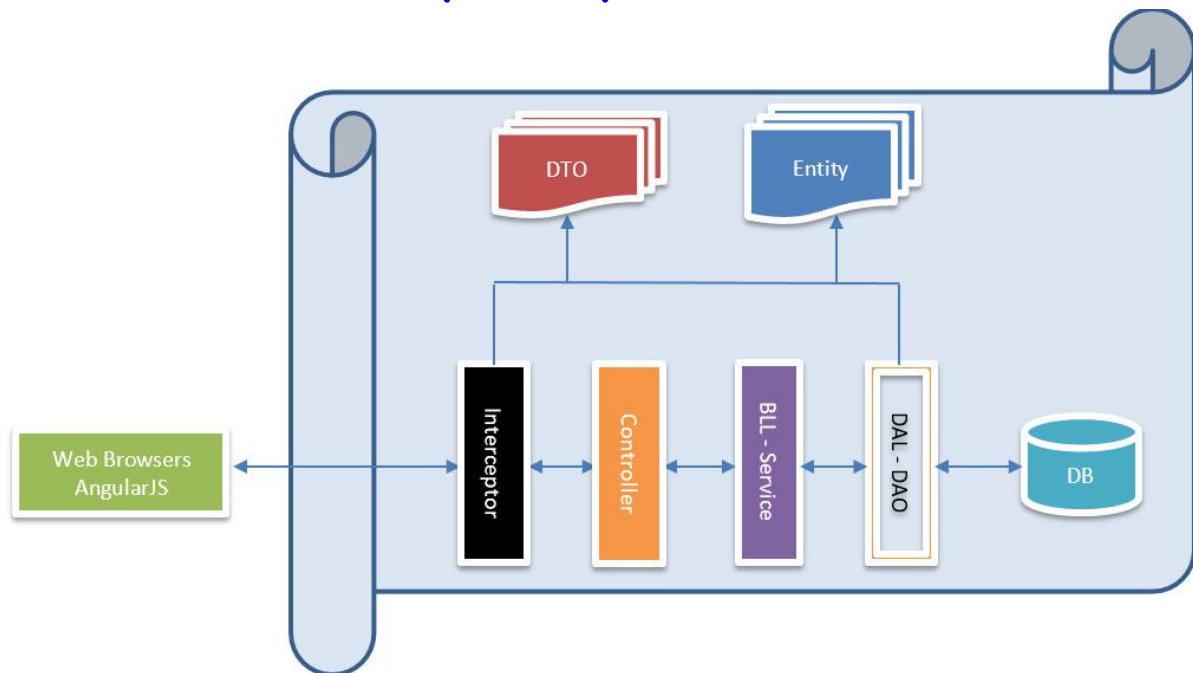 DTO
Entity
Web Browsers
AngularJS
Interceptor
Controller
BLL - Service
DAL - DAO
DB